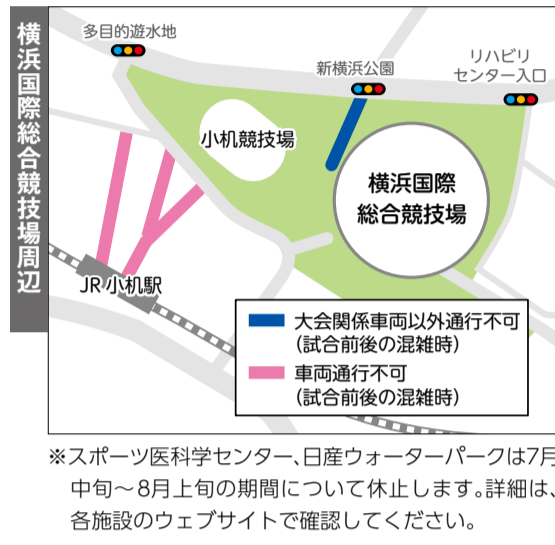 横浜国際総合競技場周辺
多目的遊水地
新横浜公園
リハビリ
センター入口
小机競技場
横浜国際
総合競技場
JR 小机駅
大会関係車両以外通行不可
(試合前後の混雑時)
車両通行不可
(試合前後の混雑時)
※スポーツ医科学センター、日産ウォーターパークは7月
中旬～8月上旬の期間について休止します。詳細は、
各施設のウェブサイトで確認してください。